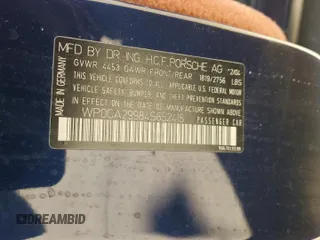 MFD BY DR. ING. H.C.F. PORSCHE AG
GVWR 4453 GAWR FRONT/REAR 1819/2756 LBS
MADE IN GERMANY
THIS VEHICLE CONFORMS TO ALL APPLICABLE U.S. FEDERAL MOTOR
VEHICLE SAFETY, BUMPER, AND THEFT PREVENTION STANDARDS
IN EFFECT ON THE DATE OF MANUFACTURE SHOWN ABOVE
PASSENGER CAR
©IAUTOBID